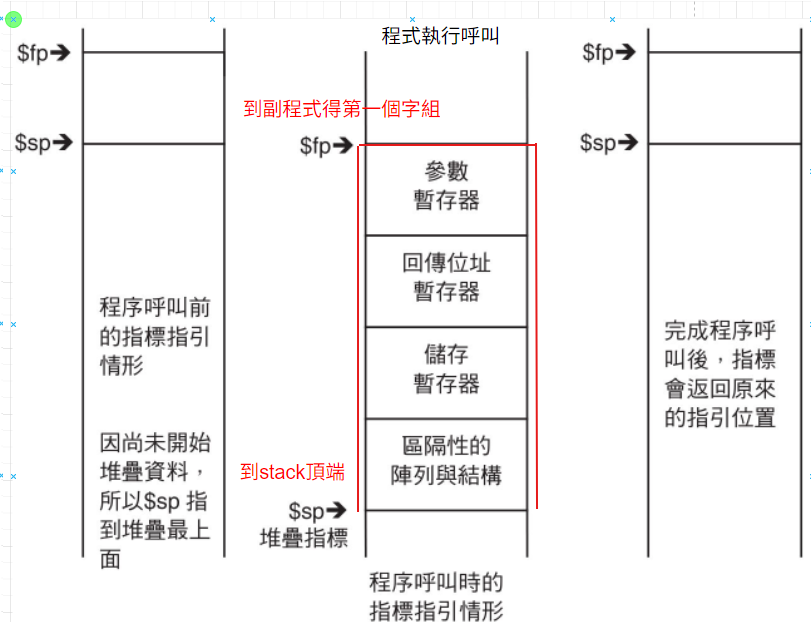 程式執行呼叫
$fp➔
$sp➔
程序呼叫前
的指標指引
情形
因尚未開始
堆疊資料,
所以$sp 指
到堆疊最上
面
到副程式得第一個字組
$fp➔
參數
暫存器
回傳位址
暫存器
儲存
暫存器
區隔性的
陣列與結構
到stack頂端
$sp➔
堆疊指標
程序呼叫時的
指標指引情形
$fp➔
$sp➔
完成程序呼
叫後,指標
會返回原來
的指引位置